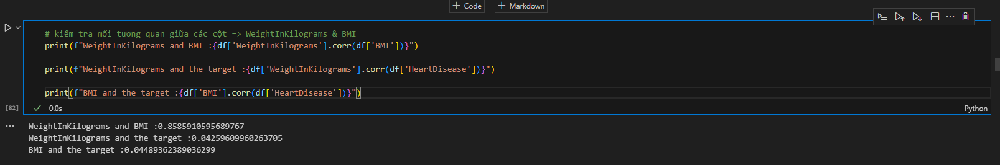 + Code + Markdown
# kiểm tra mối tương quan giữa các cột => WeightInKilograms & BMI
print(f"WeightInKilograms and BMI :{df['WeightInKilograms'].corr(df['BMI'])}")
print(f"WeightInKilograms and the target :{df['WeightInKilograms'].corr(df['HeartDisease'])}")
print(f"BMI and the target :{df['BMI'].corr(df['HeartDisease'])}")
[82] 0.0s Python
... WeightInKilograms and BMI :0.8585910595689767
WeightInKilograms and the target :0.04259609960263705
BMI and the target :0.04489362389036299